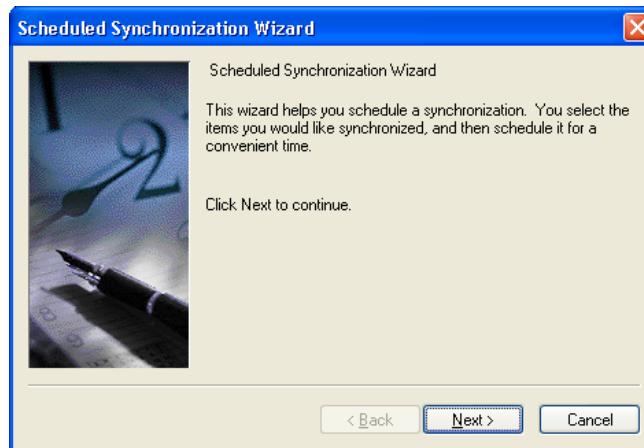 Scheduled Synchronization Wizard
Scheduled Synchronization Wizard
This wizard helps you schedule a synchronization. You select the
items you would like synchronized, and then schedule it for a
convenient time.
Click Next to continue.
2
< Back
Next >
Cancel